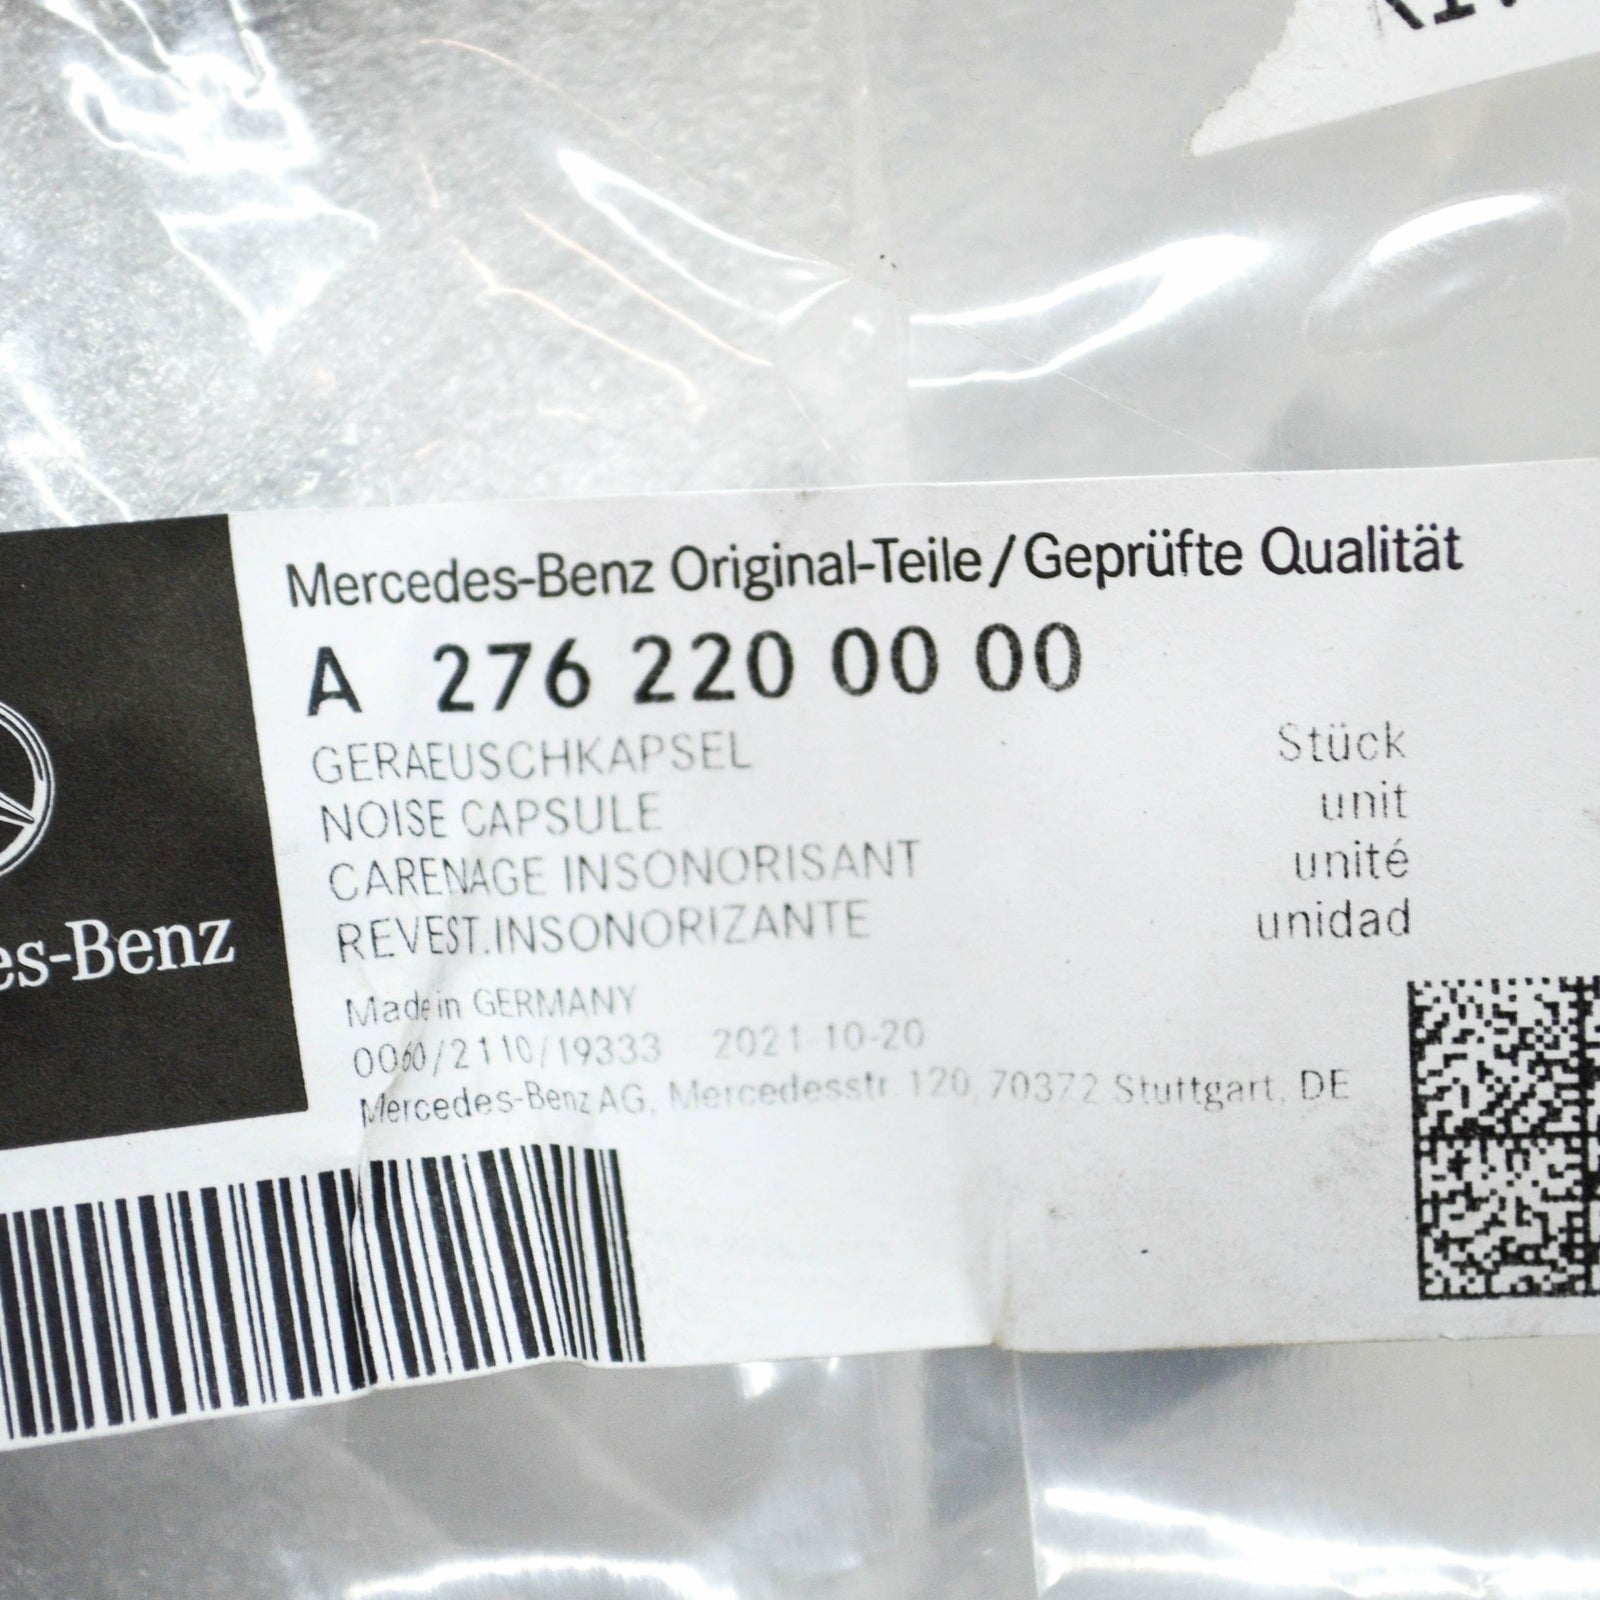 Mercedes-Benz Original-Teile/Geprüfte Qualität
A 276 220 00 00
GERAEUSCHKAPSEL Stück
NOISE CAPSULE unit
CARENAGE INSONORISANT unité
REVEST.INSONORIZANTE unidad
es-Benz
Made in GERMANY
0060/2110/19333 2021-10-20
Mercedes-Benz AG, Mercedesstr. 120, 70372 Stuttgart, DE